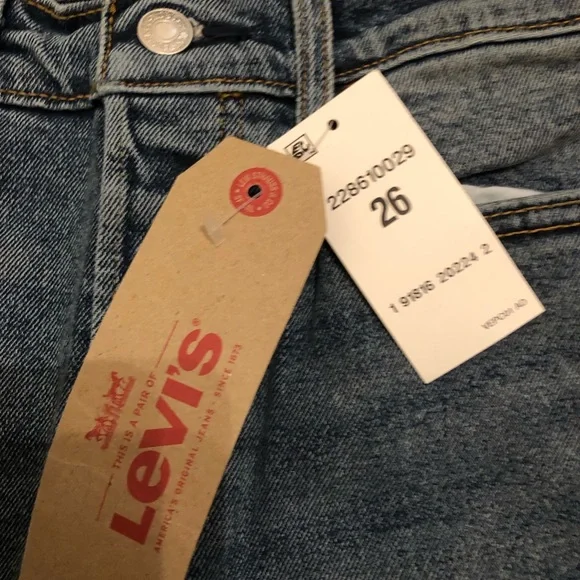 228610029
26
1 91816 20224 2
THIS IS A PAIR OF
Levi's®
AMERICA'S ORIGINAL JEANS - SINCE 1873